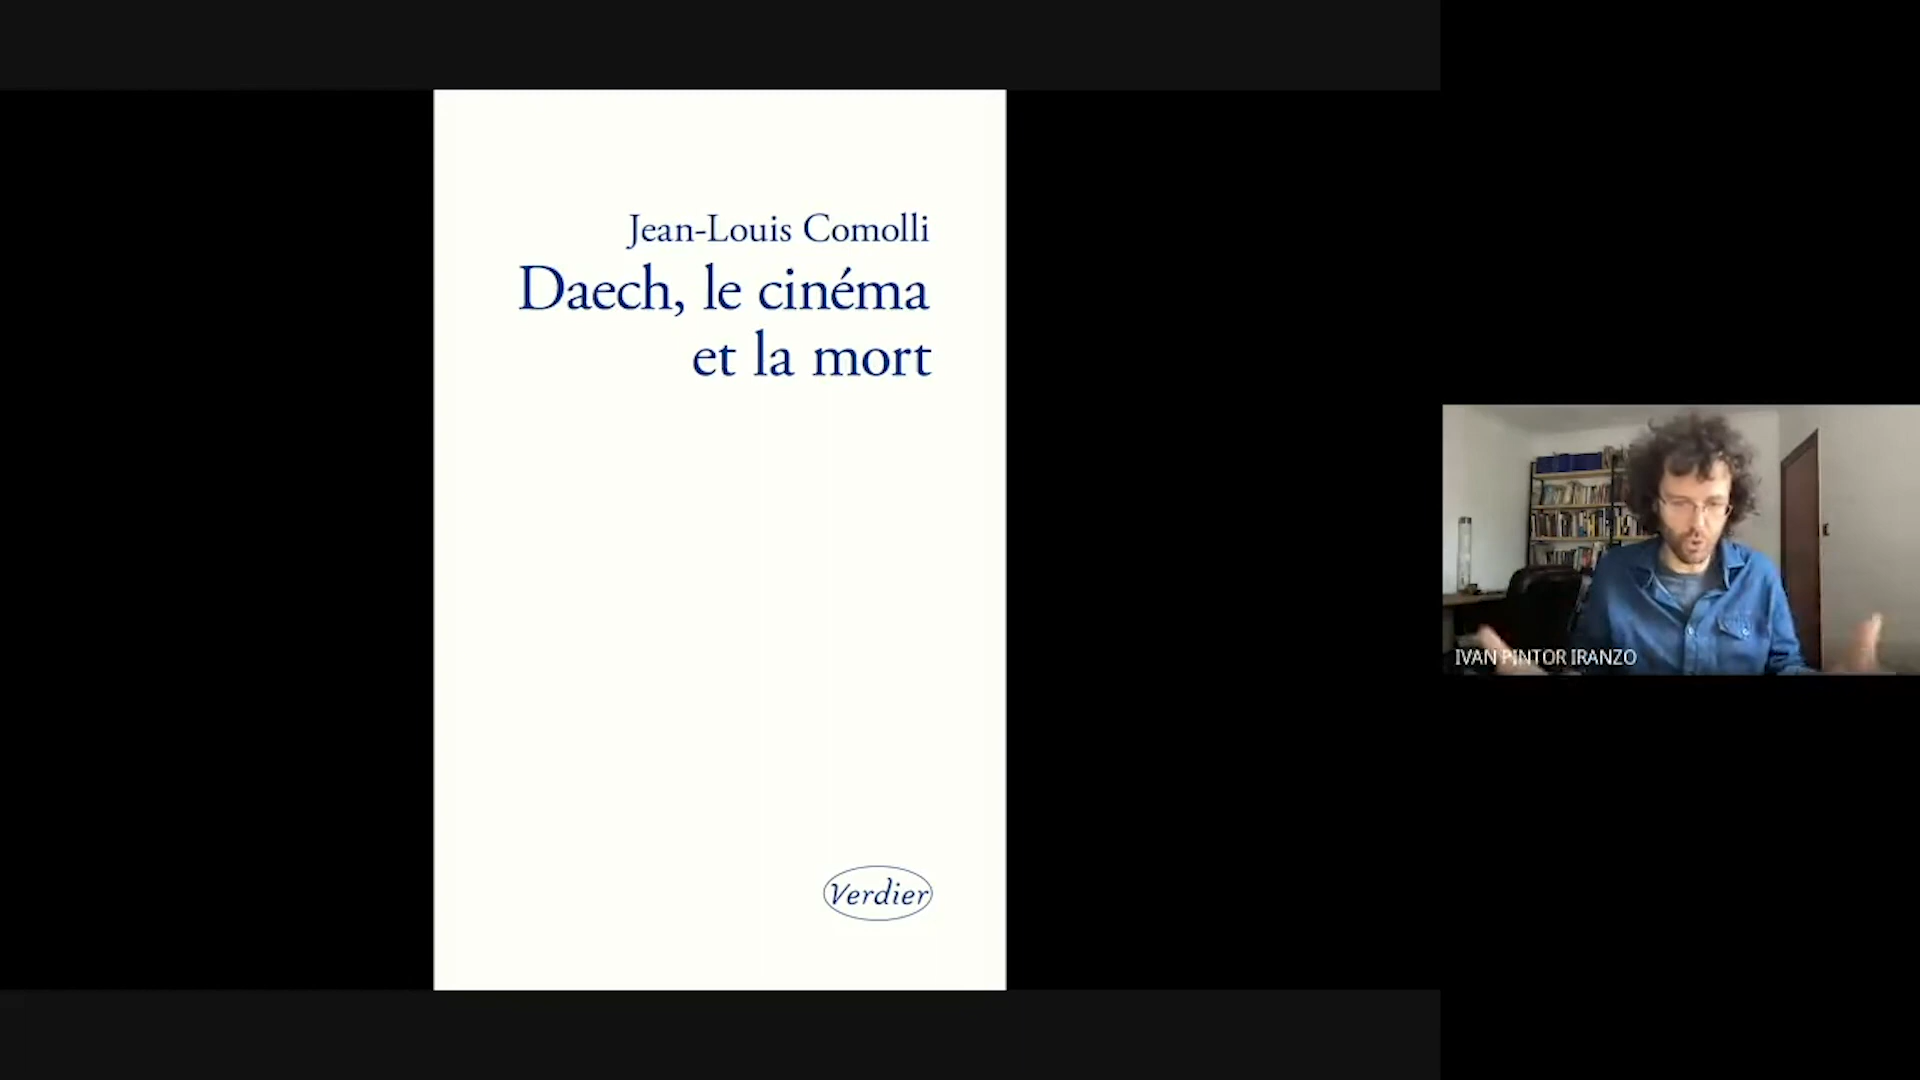 Jean-Louis Comolli
Daech, le cinéma
et la mort
Verdier
IVAN PINTOR IRANZO